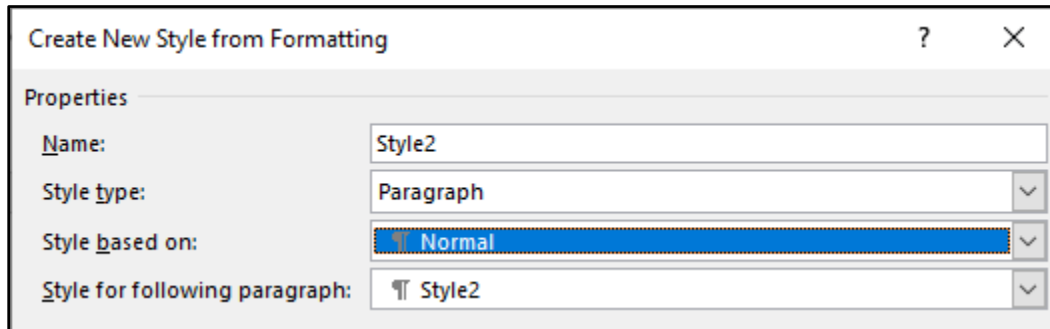 Create New Style from Formatting ? ×
Properties
Name: Style2
Style type: Paragraph
Style based on: ¶ Normal
Style for following paragraph: ¶ Style2